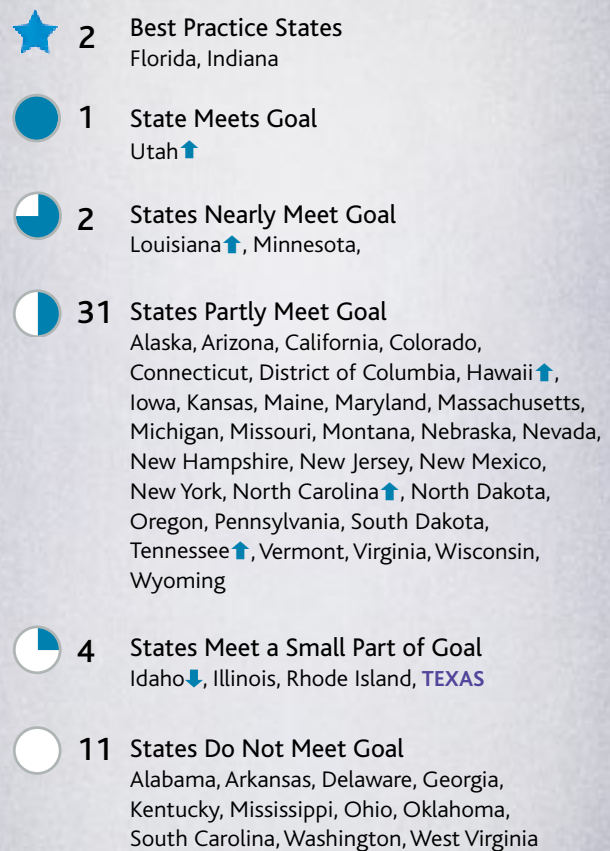 2 Best Practice States
Florida, Indiana
1 State Meets Goal
Utah⬆
2 States Nearly Meet Goal
Louisiana⬆, Minnesota,
31 States Partly Meet Goal
Alaska, Arizona, California, Colorado,
Connecticut, District of Columbia, Hawaii⬆,
Iowa, Kansas, Maine, Maryland, Massachusetts,
Michigan, Missouri, Montana, Nebraska, Nevada,
New Hampshire, New Jersey, New Mexico,
New York, North Carolina⬆, North Dakota,
Oregon, Pennsylvania, South Dakota,
Tennessee⬆, Vermont, Virginia, Wisconsin,
Wyoming
4 States Meet a Small Part of Goal
Idaho⬇, Illinois, Rhode Island, TEXAS
11 States Do Not Meet Goal
Alabama, Arkansas, Delaware, Georgia,
Kentucky, Mississippi, Ohio, Oklahoma,
South Carolina, Washington, West Virginia